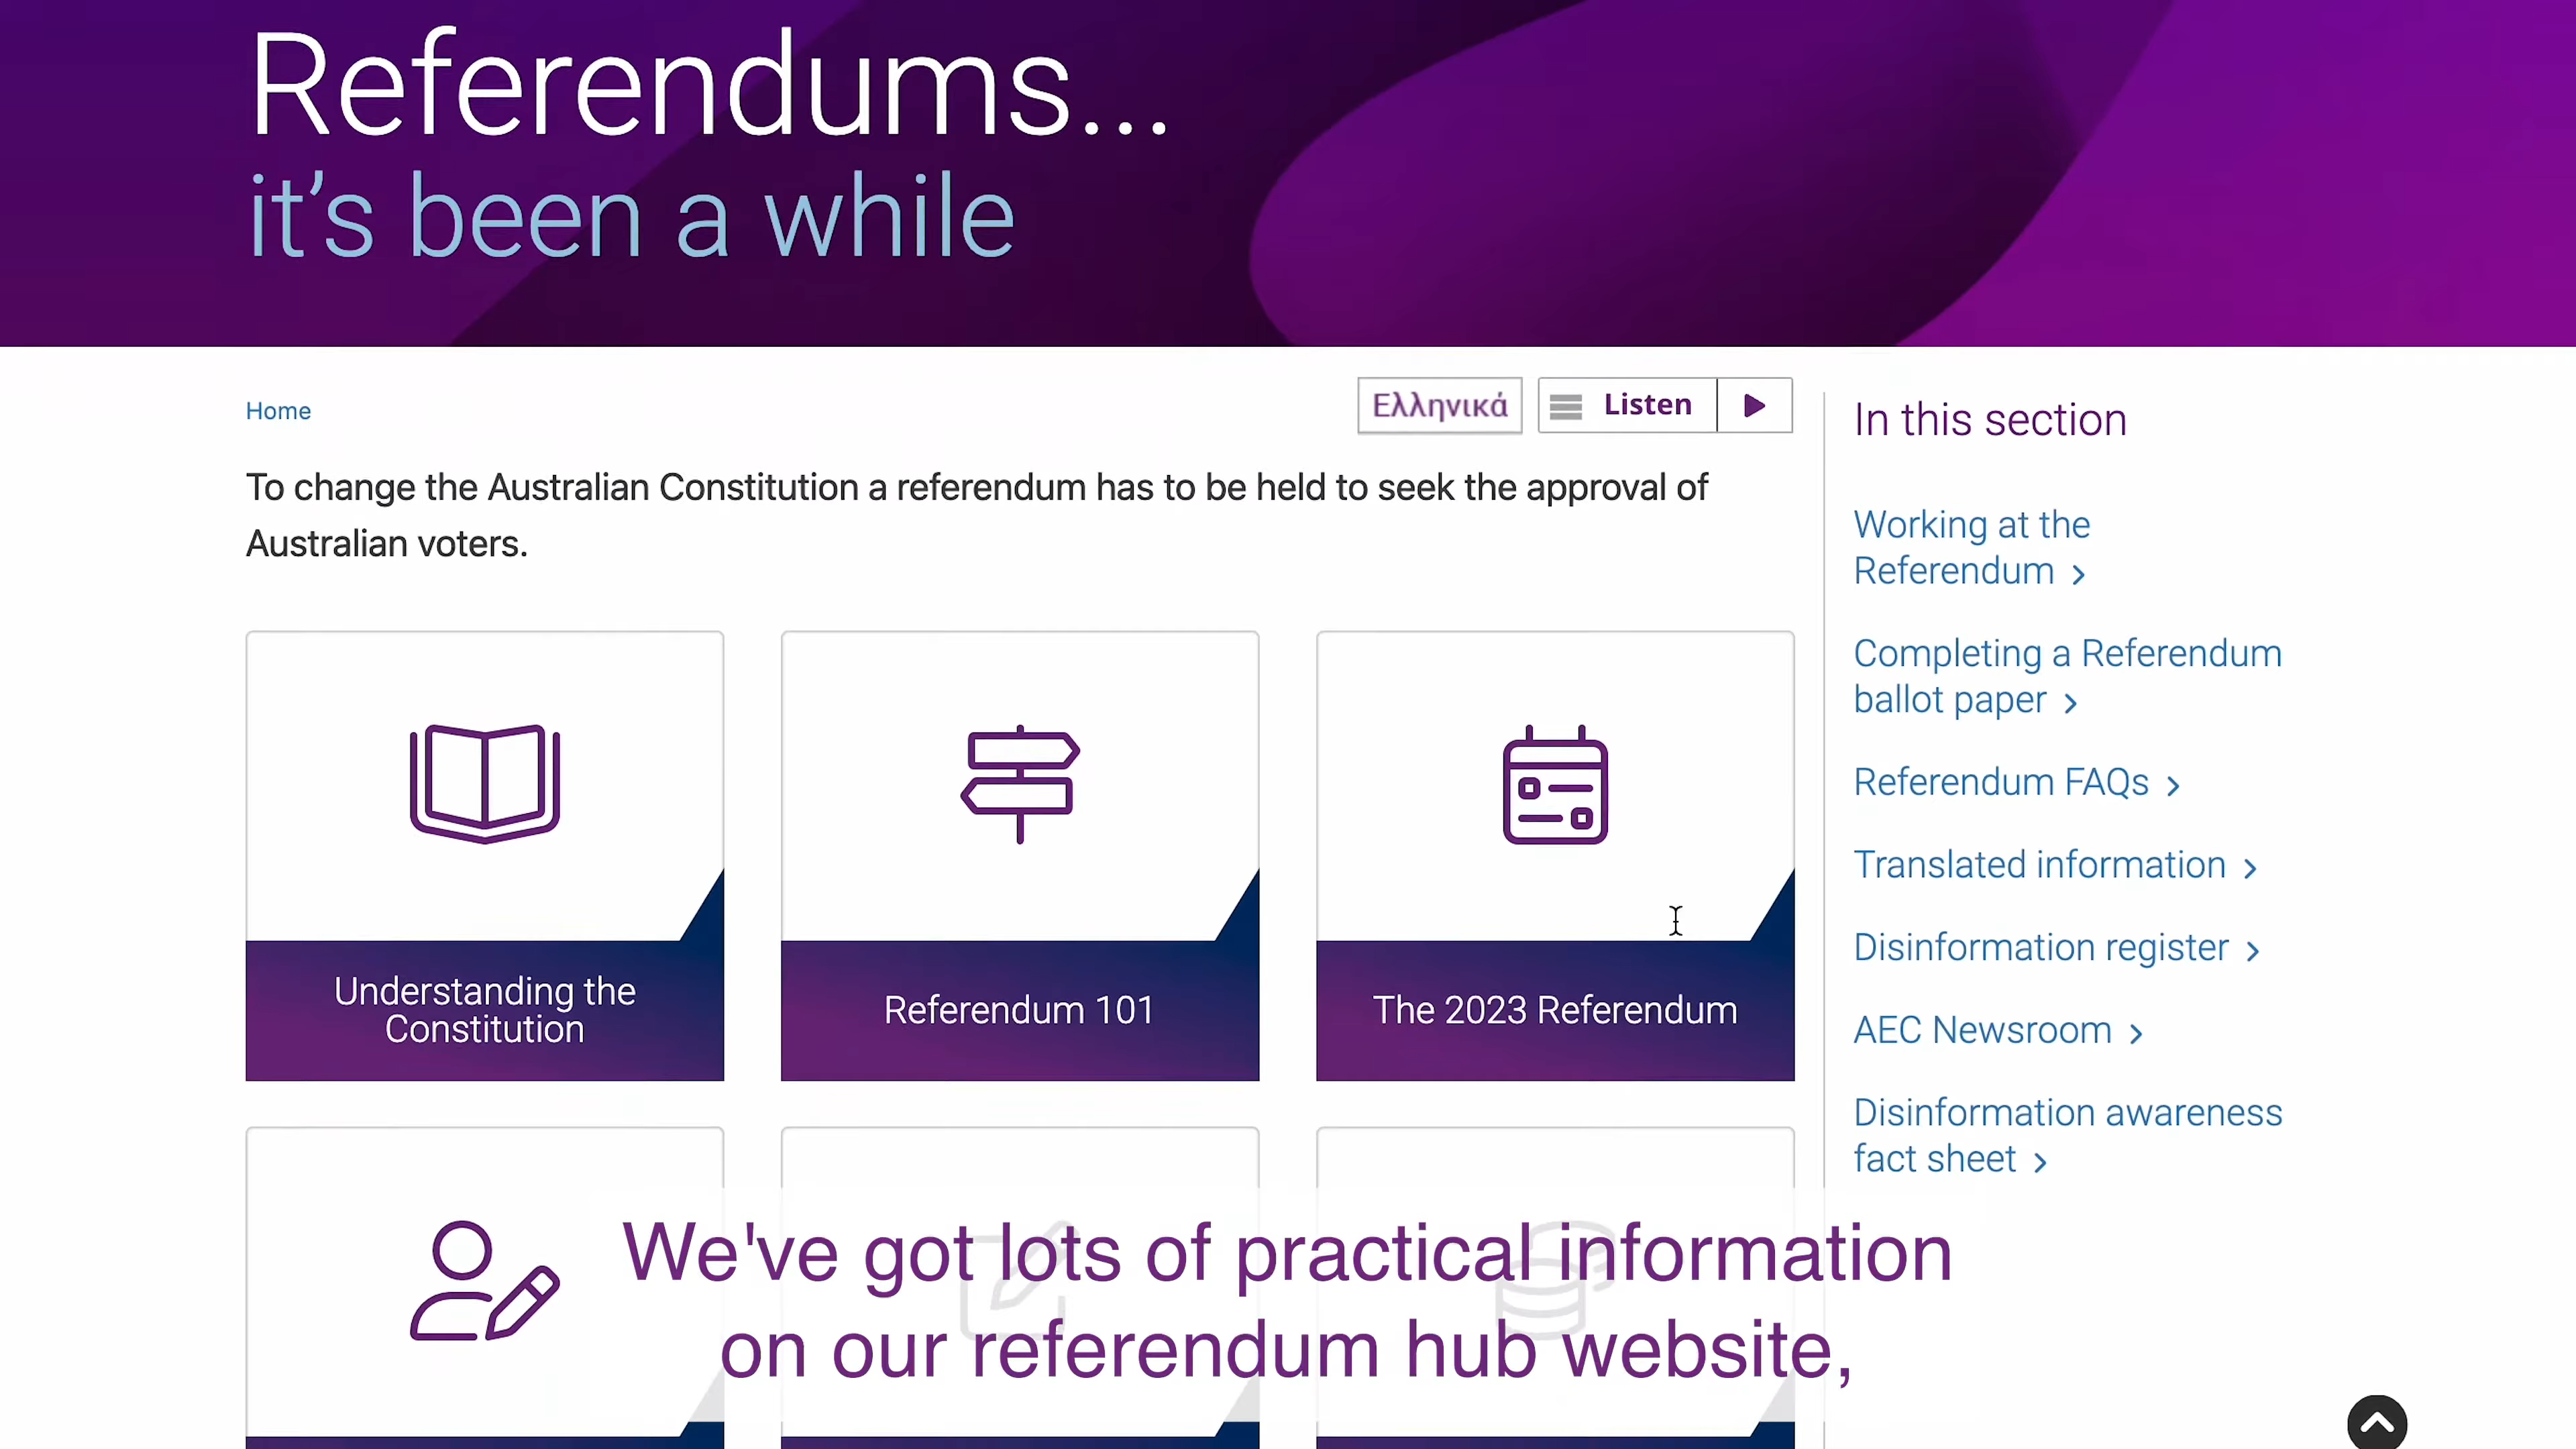 Referendums...
it's been a while
Home
Ελληνικά
Listen
To change the Australian Constitution a referendum has to be held to seek the approval of
Australian voters.
Understanding the
Constitution
Referendum 101
The 2023 Referendum
In this section
Working at the
Referendum
Completing a Referendum
ballot paper
Referendum FAQs
Translated information
Disinformation register
AEC Newsroom
Disinformation awareness
fact sheet
We've got lots of practical information
on our referendum hub website,